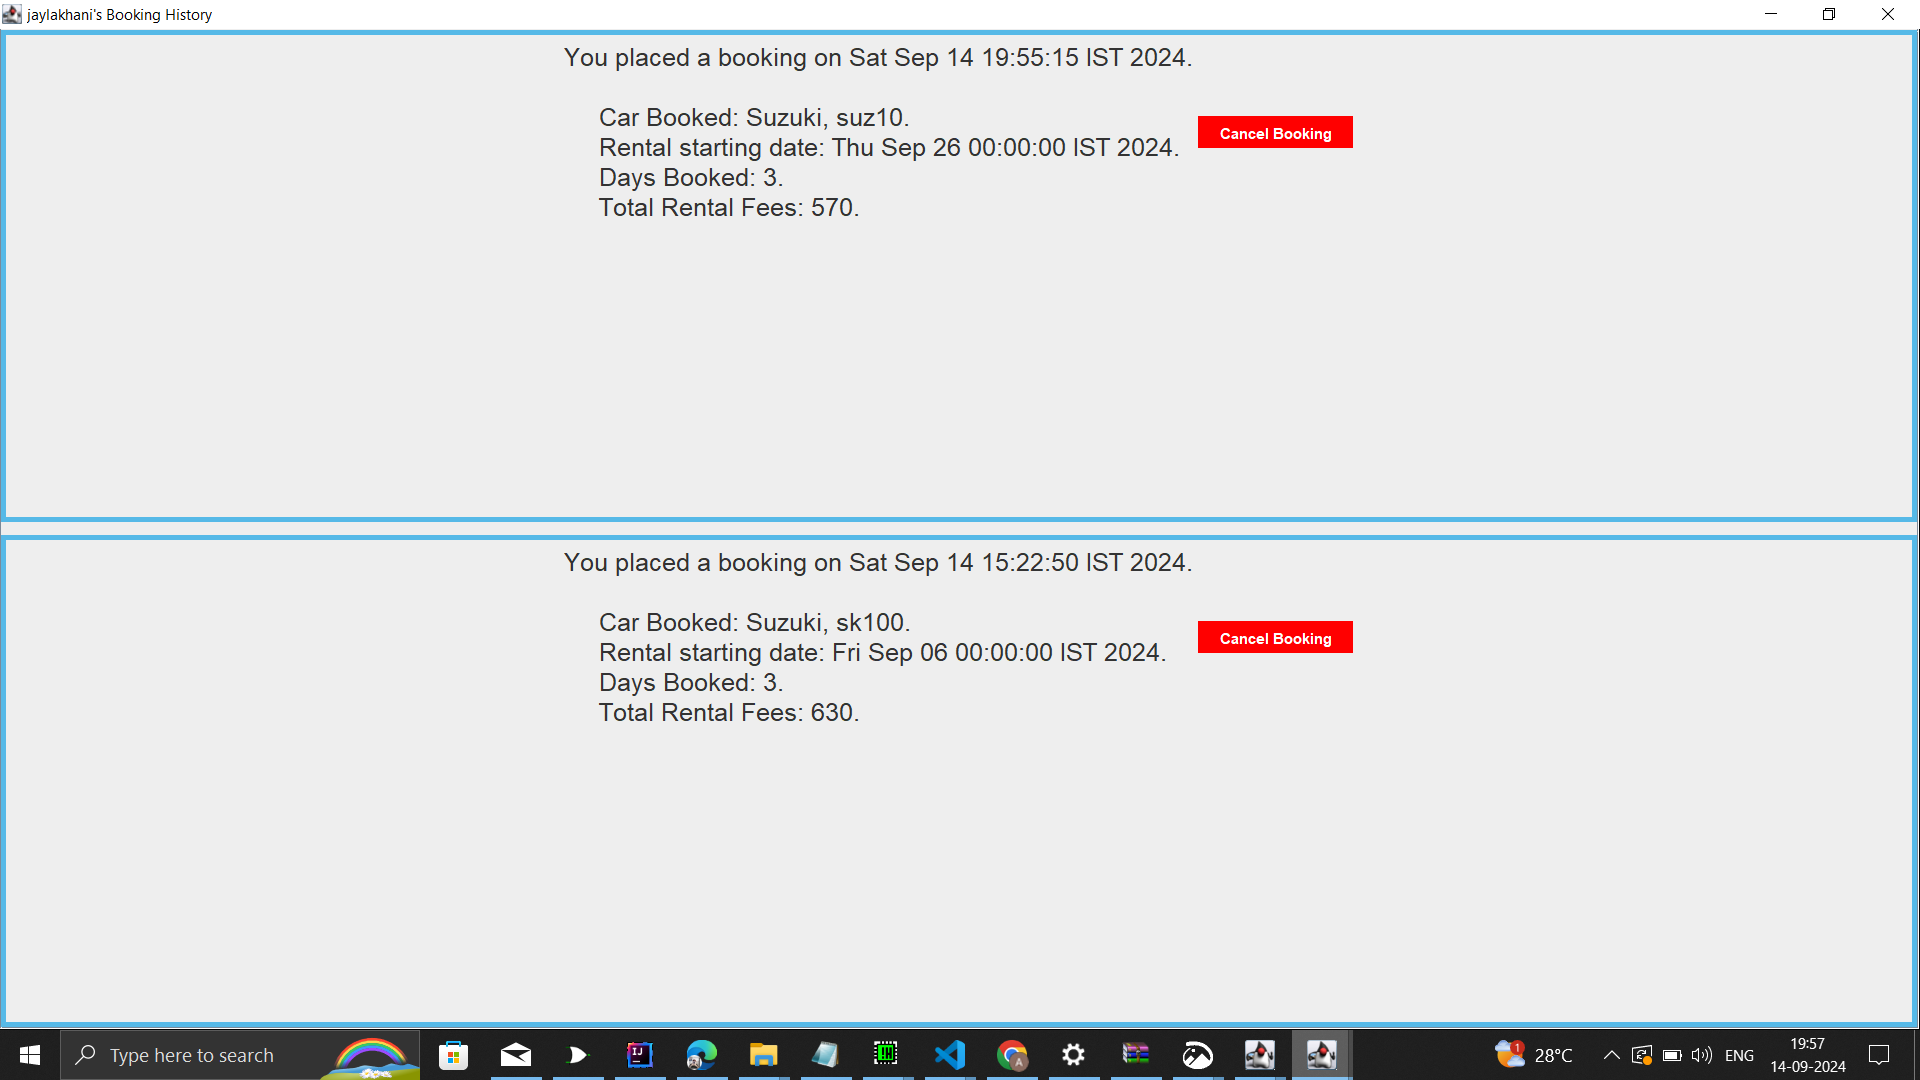 jaylakhani's Booking History
You placed a booking on Sat Sep 14 19:55:15 IST 2024.
Car Booked: Suzuki, suz10.
Cancel Booking
Rental starting date: Thu Sep 26 00:00:00 IST 2024.
Days Booked: 3.
Total Rental Fees: 570.
You placed a booking on Sat Sep 14 15:22:50 IST 2024.
Car Booked: Suzuki, sk100.
Cancel Booking
Rental starting date: Fri Sep 06 00:00:00 IST 2024.
Days Booked: 3.
Total Rental Fees: 630.
Type here to search
IJ
A
1
28°C
ENG
19:57
14-09-2024